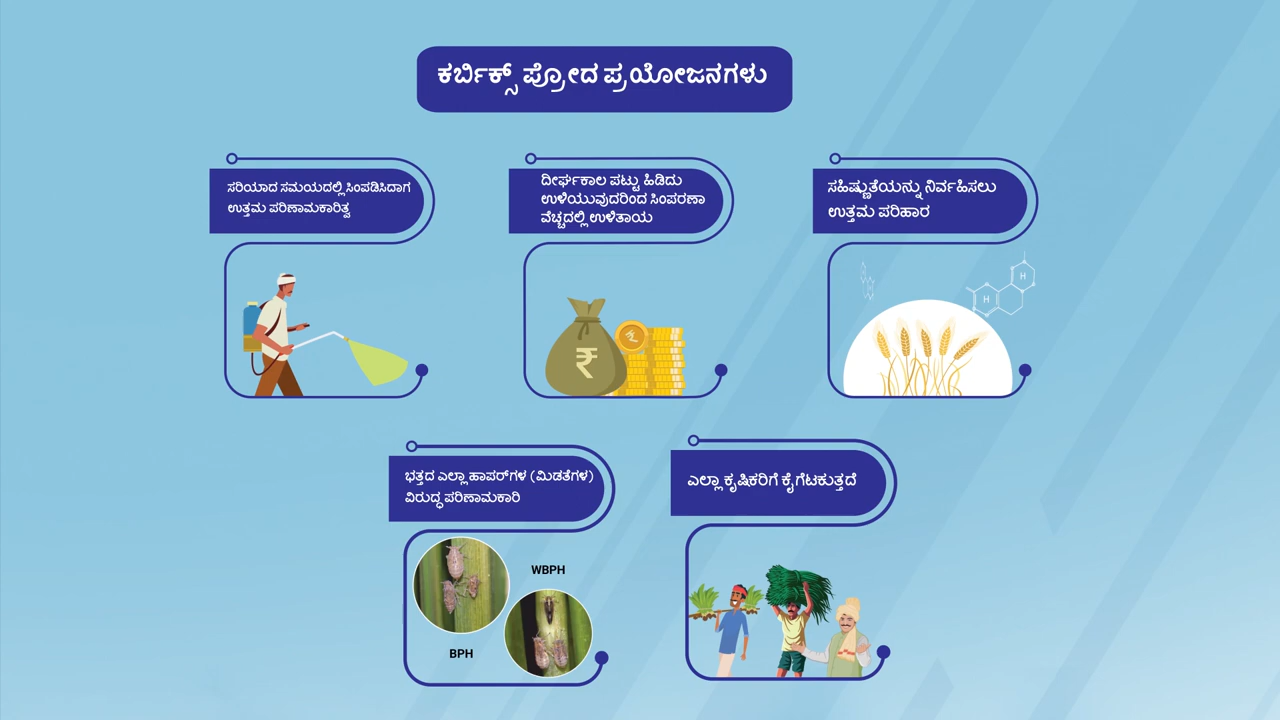 ಕರ್ಬಿಕ್ಸ್ ಪ್ರೋದ ಪ್ರಯೋಜನಗಳು
ಸರಿಯಾದ ಸಮಯದಲ್ಲಿ ಸಿಂಪಡಿಸಿದಾಗ
ಉತ್ತಮ ಪರಿಣಾಮಕಾರಿತ್ವ
ದೀರ್ಘಕಾಲ ಪಟ್ಟು ಹಿಡಿದು
ಉಳಿಯುವುದರಿಂದ ಸಿಂಪರಣಾ
ವೆಚ್ಚದಲ್ಲಿ ಉಳಿತಾಯ
ಸಹಿಷ್ಣುತೆಯನ್ನು ನಿರ್ವಹಿಸಲು
ಉತ್ತಮ ಪರಿಹಾರ
₹
₹
H
H
ಭತ್ತದ ಎಲ್ಲಾ ಹಾಪರ್‌ಗಳ (ಮಿಡತೆಗಳ)
ವಿರುದ್ಧ ಪರಿಣಾಮಕಾರಿ
WBPH
BPH
ಎಲ್ಲಾ ಕೃಷಿಕರಿಗೆ ಕೈಗೆಟಕುತ್ತದೆ